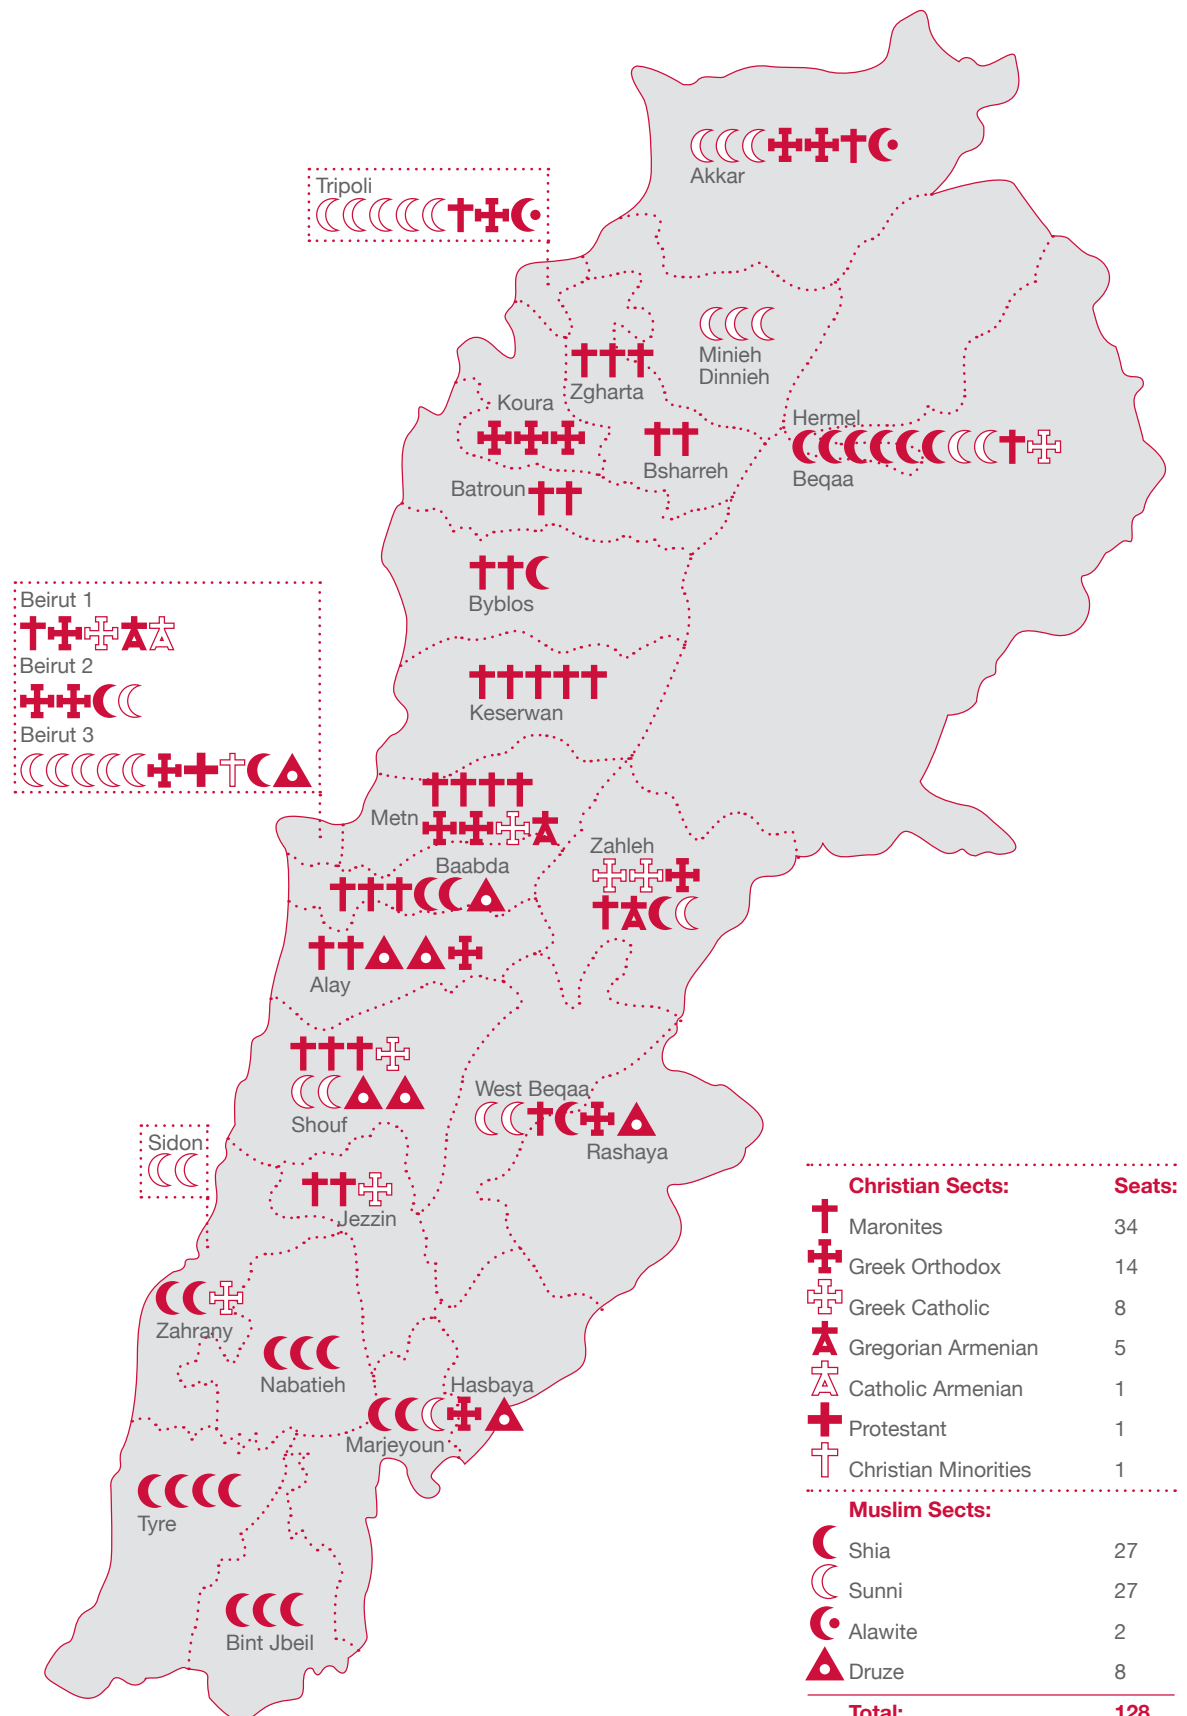 Akkar
Tripoli
Minieh
Dinnieh
Zgharta
Koura
Hermel
Bsharreh
Beqaa
Batroun
Byblos
Beirut 1
Beirut 2
Beirut 3
Keserwan
Metn
Zahleh
Baabda
Alay
West Beqaa
Shouf
Rashaya
Sidon
Jezzin
Zahrany
Nabatieh
Hasbaya
Marjeyoun
Tyre
Bint Jbeil
Christian Sects: Seats:
Maronites 34
Greek Orthodox 14
Greek Catholic 8
Gregorian Armenian 5
Catholic Armenian 1
Protestant 1
Christian Minorities 1
Muslim Sects:
Shia 27
Sunni 27
Alawite 2
Druze 8
Total: 128